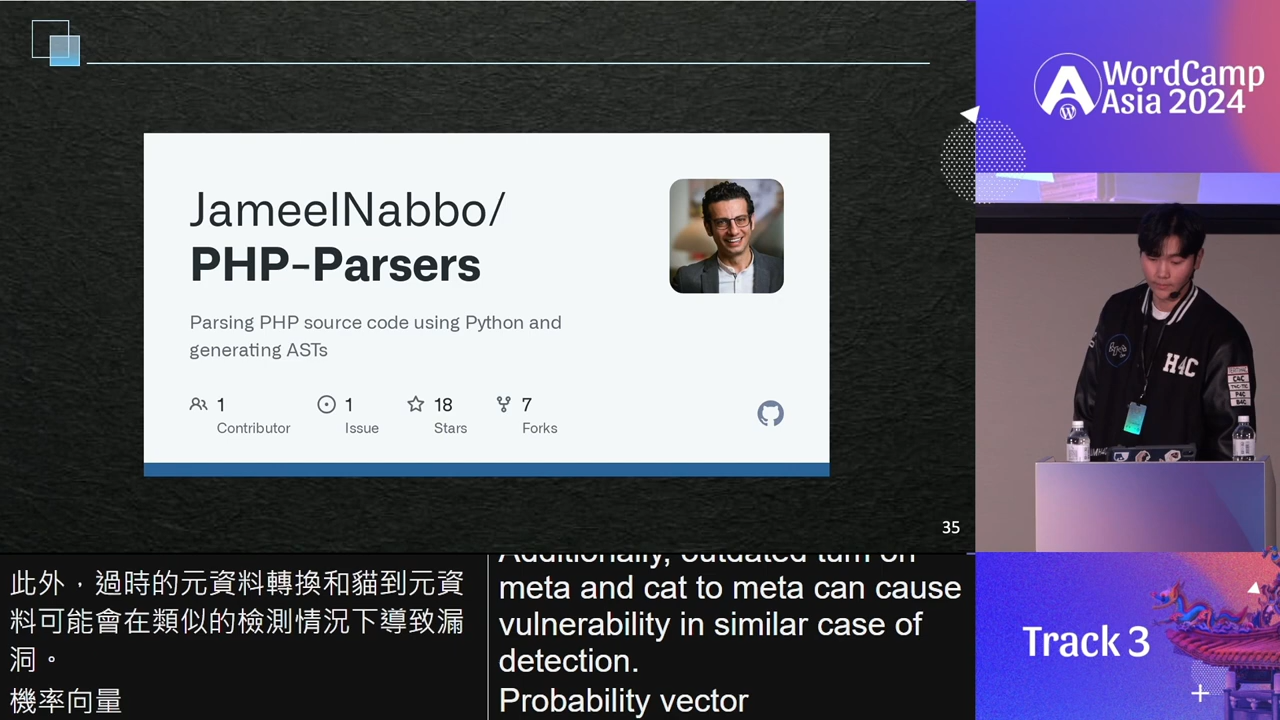 JameelNabbo/
PHP-Parsers
Parsing PHP source code using Python and
generating ASTs
1
Contributor
1
Issue
18
Stars
7
Forks
35
WordCamp
Asia 2024
H4C
此外，過時的元資料轉換和貓到元資
料可能會在類似的檢測情況下導致漏
洞。
機率向量
Additionally, outdated turn on
meta and cat to meta can cause
vulnerability in similar case of
detection.
Probability vector
Track 3